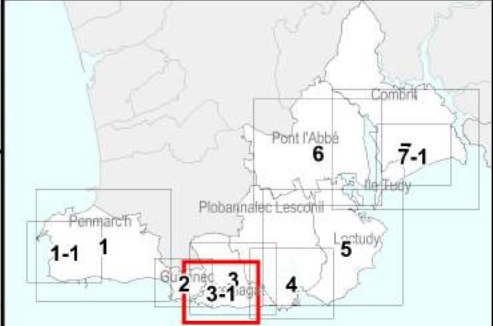 Combrit
Pont l'Abbé
6
7-1
Ile Tudy
Plobannalec Lesconil
Penmarc'h
1-1
1
Loctudy
5
2
3
3-1
4